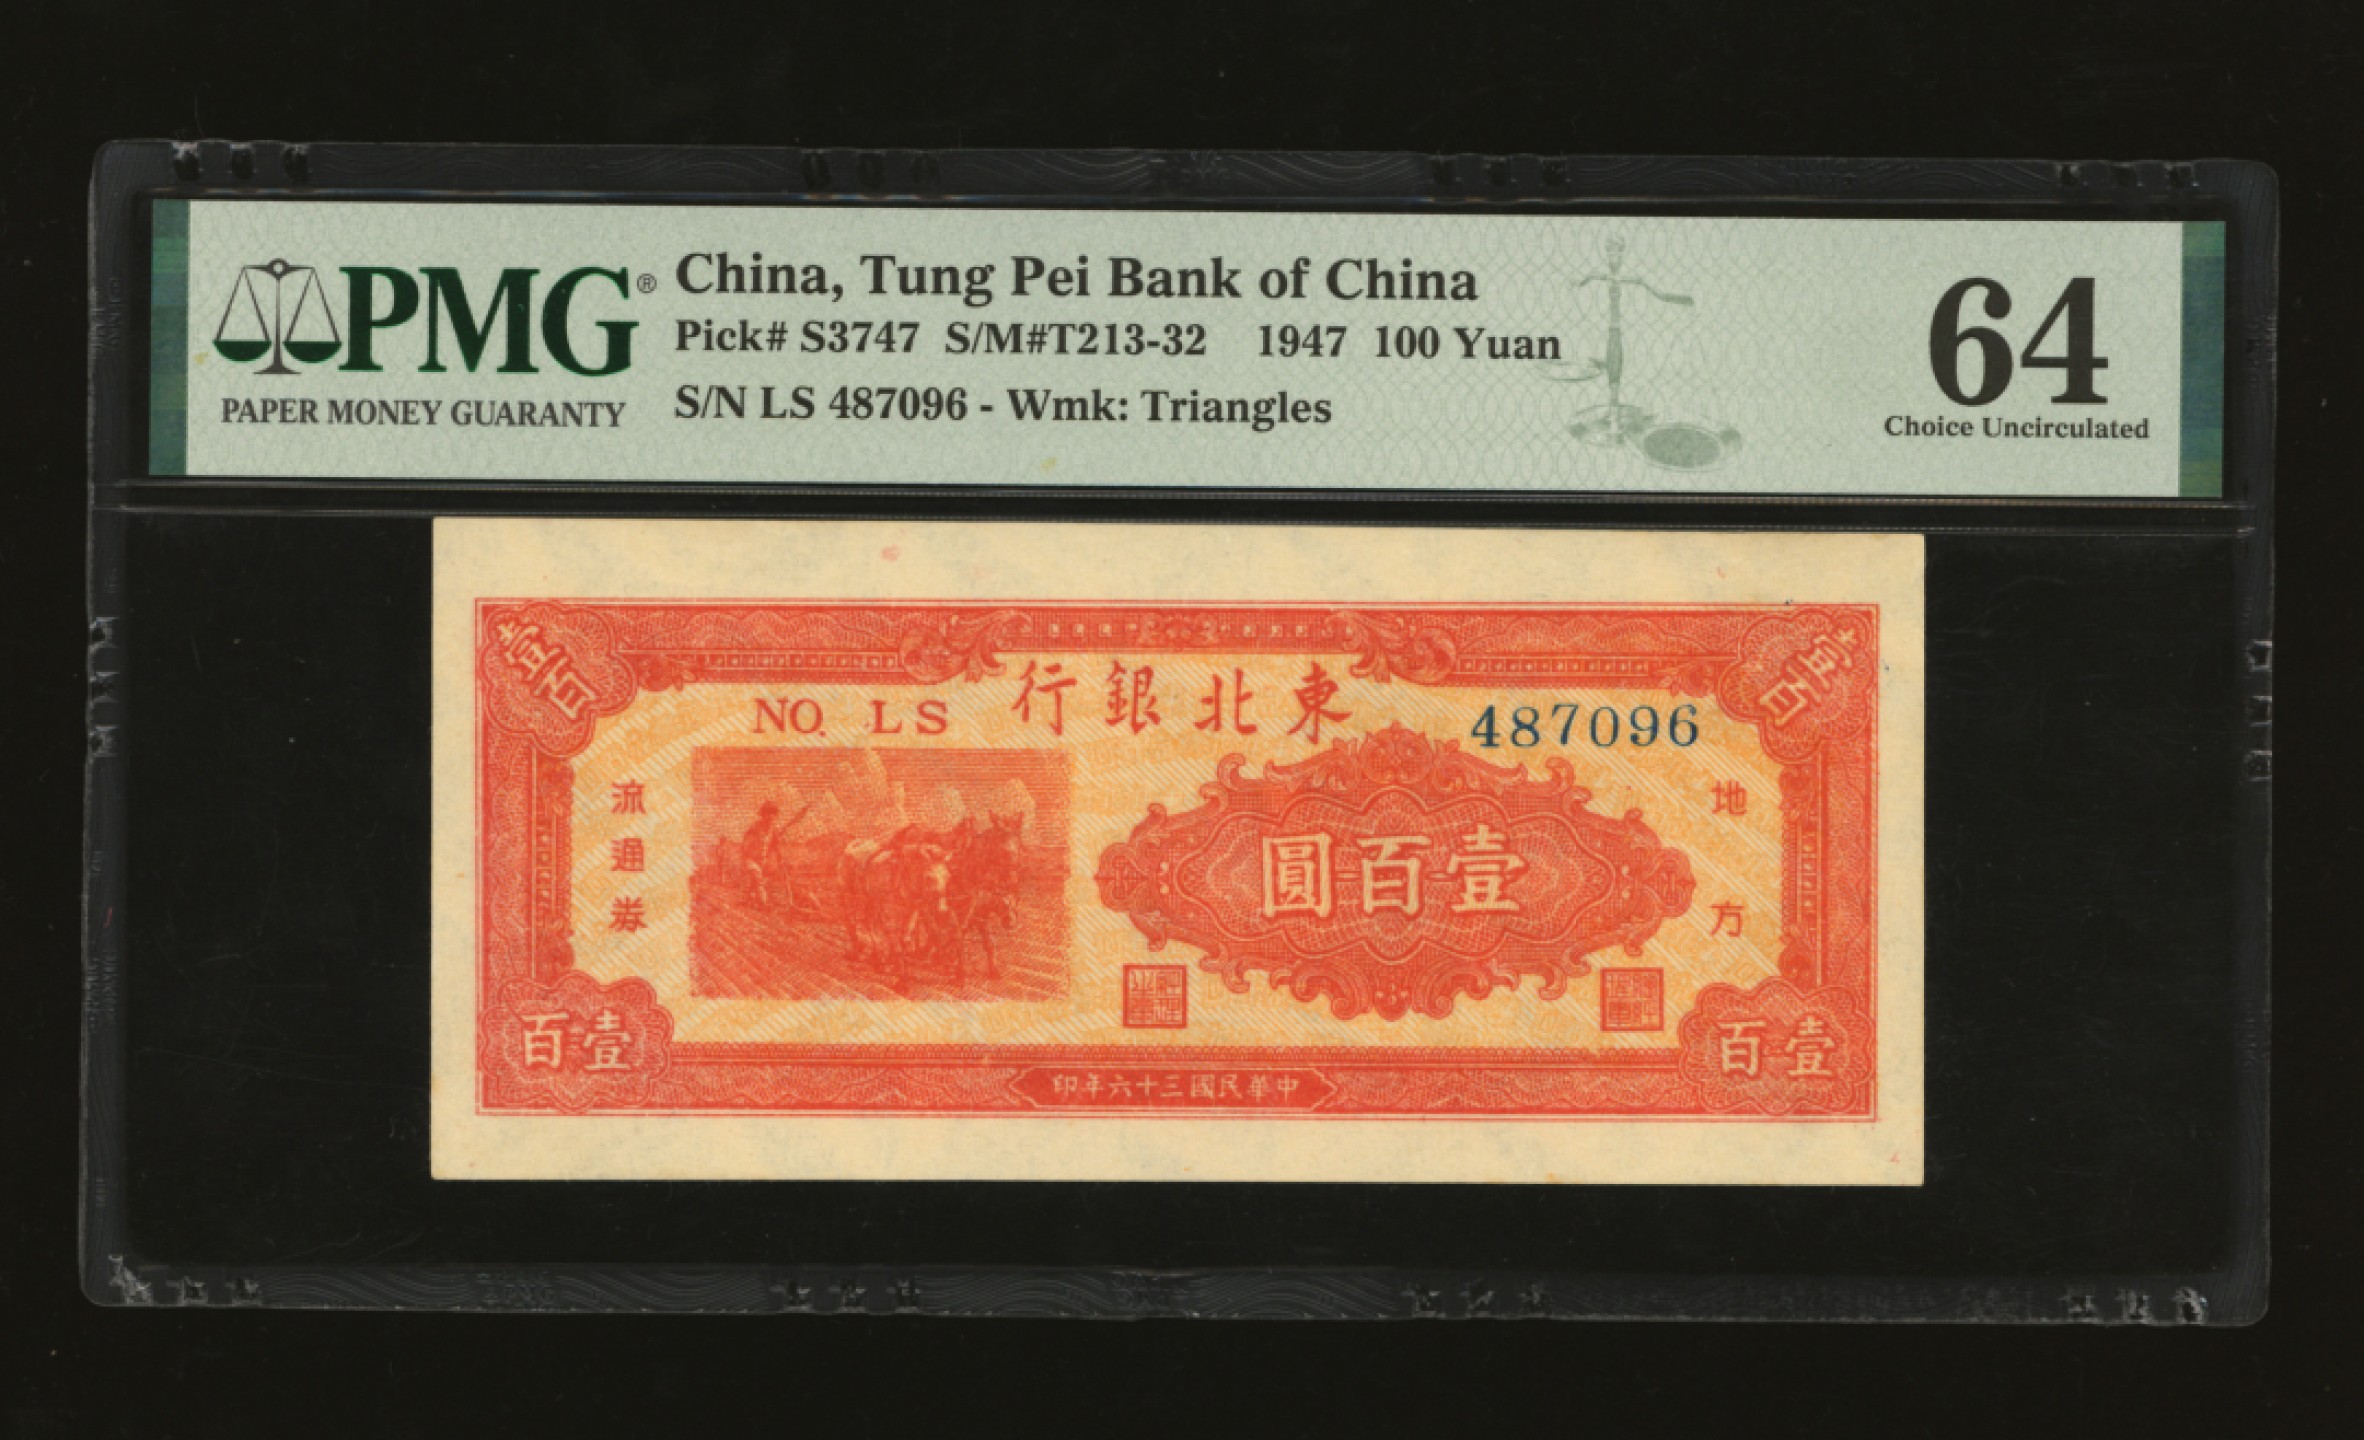 PMG®
PAPER MONEY GUARANTY
China, Tung Pei Bank of China
Pick# S3747 S/M#T213-32 1947 100 Yuan
S/N LS 487096 - Wmk: Triangles
64
Choice Uncirculated
壹百
壹百
東北銀行
NO. LS
487096
地方
流通券
壹百圓
壹百
壹百
中華民國三十六年印